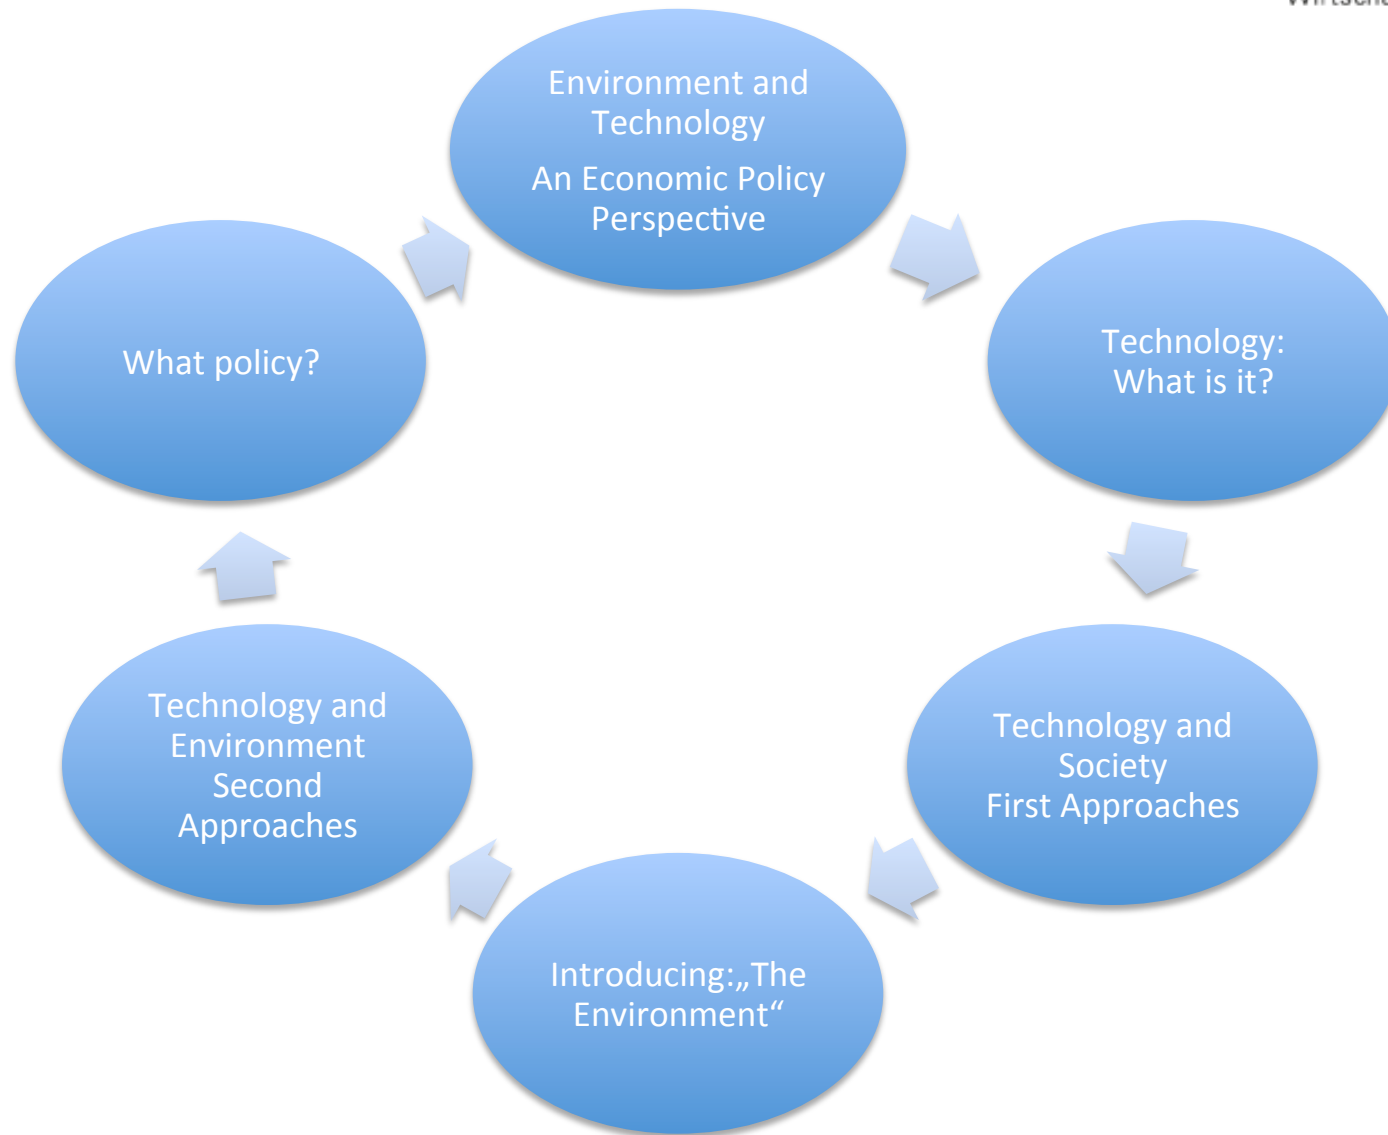 Environment and
Technology
An Economic Policy
Perspective
Technology:
What is it?
Technology and
Society
First Approaches
Introducing:„The
Environment“
Technology and
Environment
Second
Approaches
What policy?